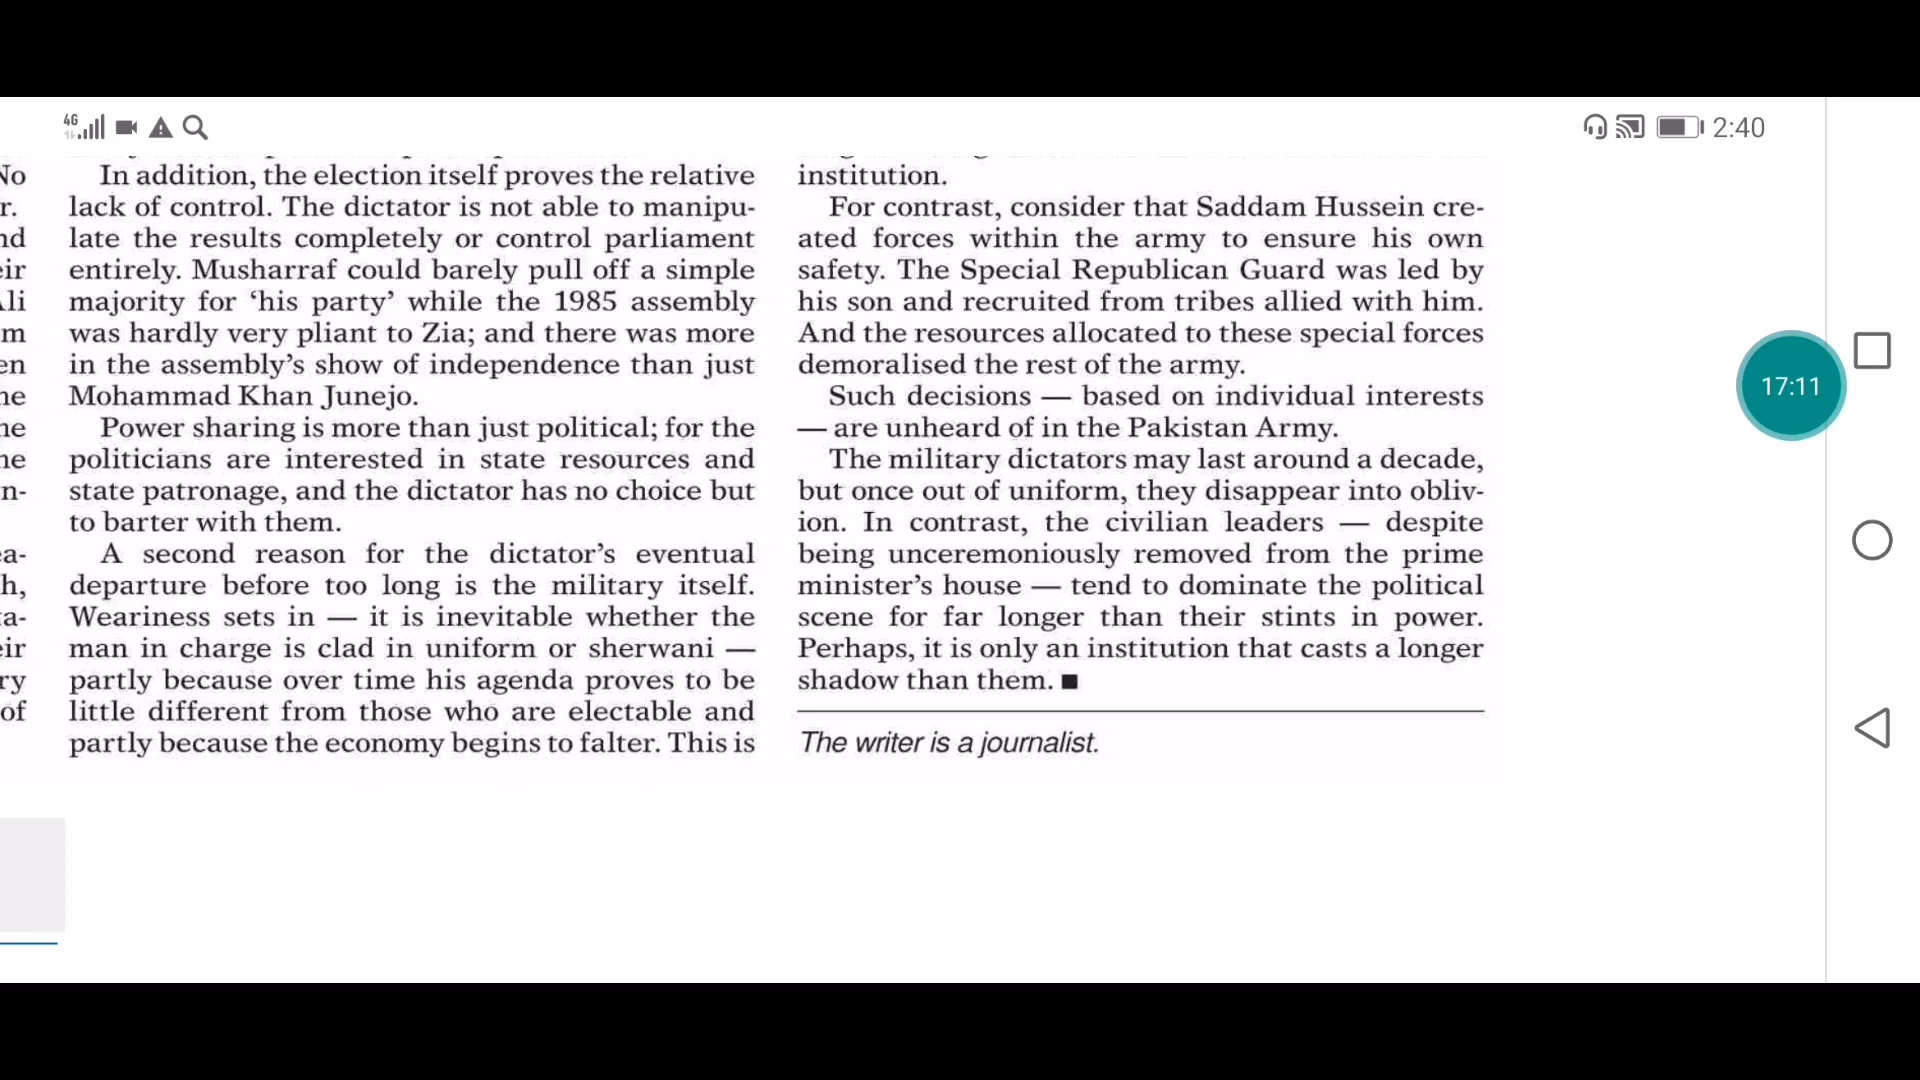 4G
2:40
No
r.
nd
eir
Ali
m
en
ne
ne
ne
n-
ea-
h,
ta-
eir
ry
of
In addition, the election itself proves the relative
lack of control. The dictator is not able to manipu-
late the results completely or control parliament
entirely. Musharraf could barely pull off a simple
majority for ‘his party’ while the 1985 assembly
was hardly very pliant to Zia; and there was more
in the assembly’s show of independence than just
Mohammad Khan Junejo.
Power sharing is more than just political; for the
politicians are interested in state resources and
state patronage, and the dictator has no choice but
to barter with them.
A second reason for the dictator’s eventual
departure before too long is the military itself.
Weariness sets in — it is inevitable whether the
man in charge is clad in uniform or sherwani —
partly because over time his agenda proves to be
little different from those who are electable and
partly because the economy begins to falter. This is
institution.
For contrast, consider that Saddam Hussein cre-
ated forces within the army to ensure his own
safety. The Special Republican Guard was led by
his son and recruited from tribes allied with him.
And the resources allocated to these special forces
demoralised the rest of the army.
Such decisions — based on individual interests
— are unheard of in the Pakistan Army.
The military dictators may last around a decade,
but once out of uniform, they disappear into obliv-
ion. In contrast, the civilian leaders — despite
being unceremoniously removed from the prime
minister’s house — tend to dominate the political
scene for far longer than their stints in power.
Perhaps, it is only an institution that casts a longer
shadow than them. ■
The writer is a journalist.
17:11